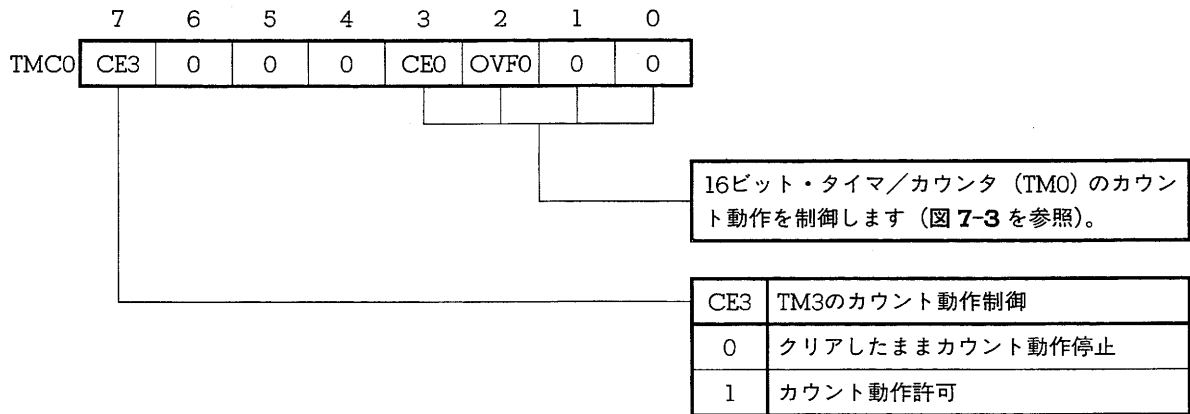 7 6 5 4 3 2 1 0
TMC0 CE3 0 0 0 CE0 OVF0 0 0
16ビット・タイマ／カウンタ（TM0）のカウン
ト動作を制御します（図 7-3 を参照）。
CE3 TM3のカウント動作制御
0 クリアしたままカウント動作停止
1 カウント動作許可